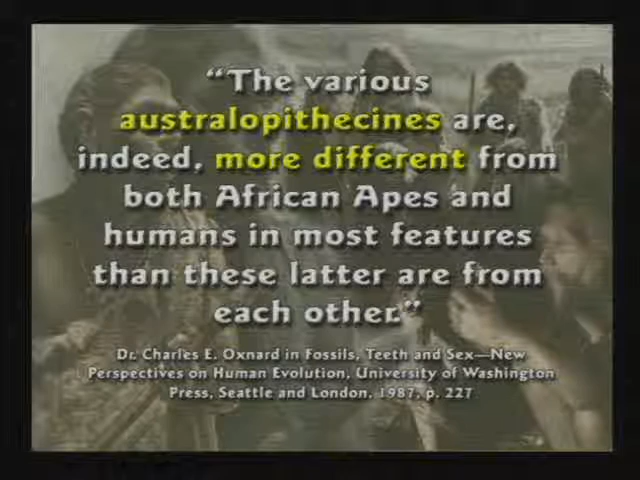 “The various
australopithecines are,
indeed, more different from
both African Apes and
humans in most features
than these latter are from
each other.”
Dr. Charles E. Oxnard in Fossils, Teeth and Sex—New
Perspectives on Human Evolution, University of Washington
Press, Seattle and London, 1987, p. 227